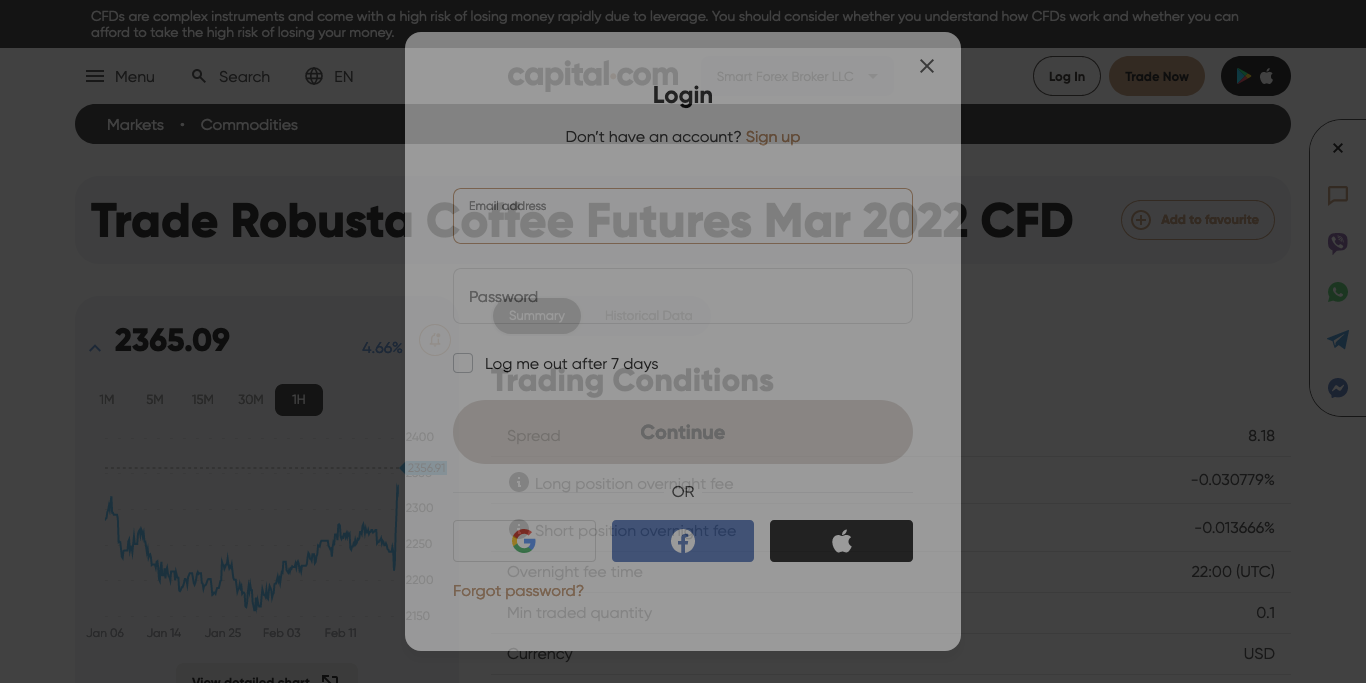 CFDs are complex instruments and come with a high risk of losing money rapidly due to leverage. You should consider whether you understand how CFDs work and whether you can
afford to take the high risk of losing your money.
Menu Search EN
capital.com Smart Forex Broker LLC
Log In Trade Now
Markets • Commodities
Login
Don't have an account? Sign up
Trade Robusta Coffee Futures Mar 2022 CFD
Add to favourite
Email address
Password
Log me out after 7 days
Continue
OR
Forgot password?
2365.09
4.66%
1M 5M 15M 30M 1H
2400
2356.91
2300
2250
2200
2150
Jan 06 Jan 14 Jan 25 Feb 03 Feb 11
View detailed chart
Summary Historical Data
Trading Conditions
Spread 8.18
Long position overnight fee -0.030779%
Short position overnight fee -0.013666%
Overnight fee time 22:00 (UTC)
Min traded quantity 0.1
Currency USD